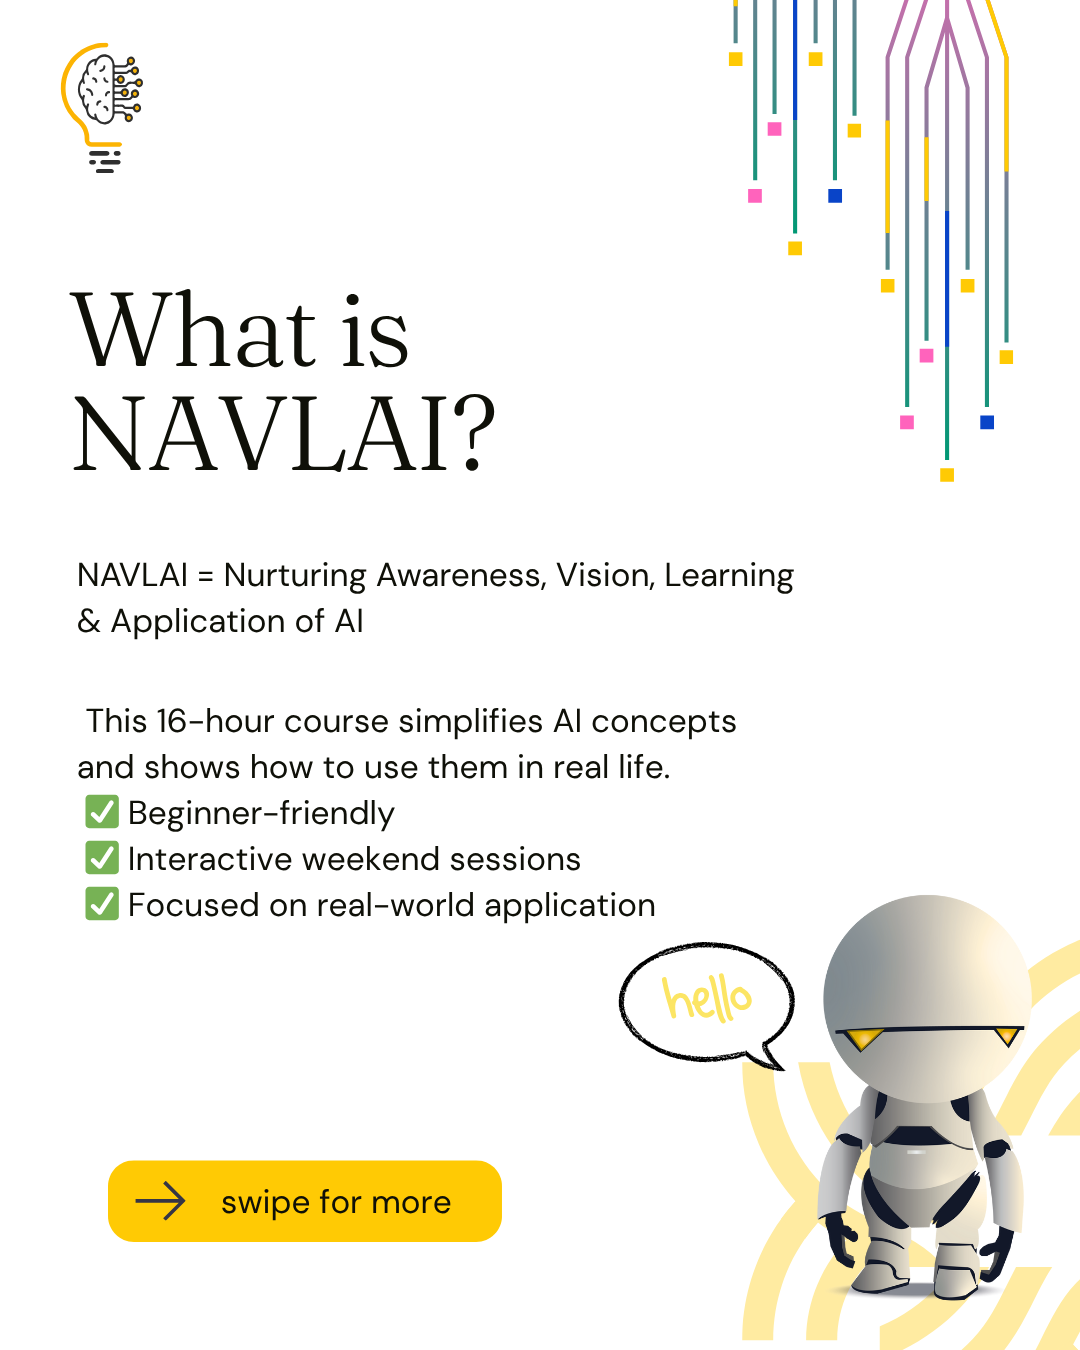 What is
NAVLAI?
NAVLAI = Nurturing Awareness, Vision, Learning
& Application of AI
This 16-hour course simplifies AI concepts
and shows how to use them in real life.
✅ Beginner-friendly
✅ Interactive weekend sessions
✅ Focused on real-world application
hello
swipe for more